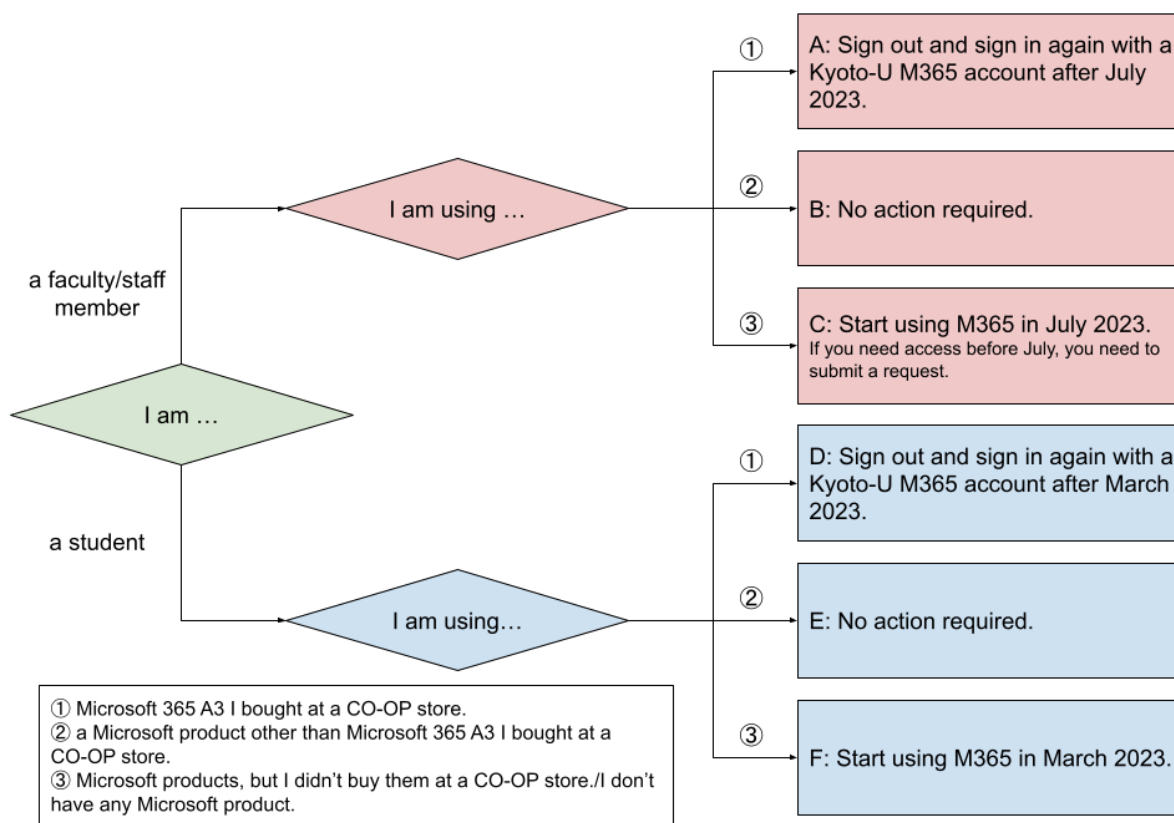 ①
A: Sign out and sign in again with a
Kyoto-U M365 account after July
2023.
I am using …
②
B: No action required.
a faculty/staff
member
③
C: Start using M365 in July 2023.
If you need access before July, you need to
submit a request.
I am …
①
D: Sign out and sign in again with a
Kyoto-U M365 account after March
2023.
a student
I am using…
②
E: No action required.
③
F: Start using M365 in March 2023.
① Microsoft 365 A3 I bought at a CO-OP store.
② a Microsoft product other than Microsoft 365 A3 I bought at a
CO-OP store.
③ Microsoft products, but I didn’t buy them at a CO-OP store./I don’t
have any Microsoft product.